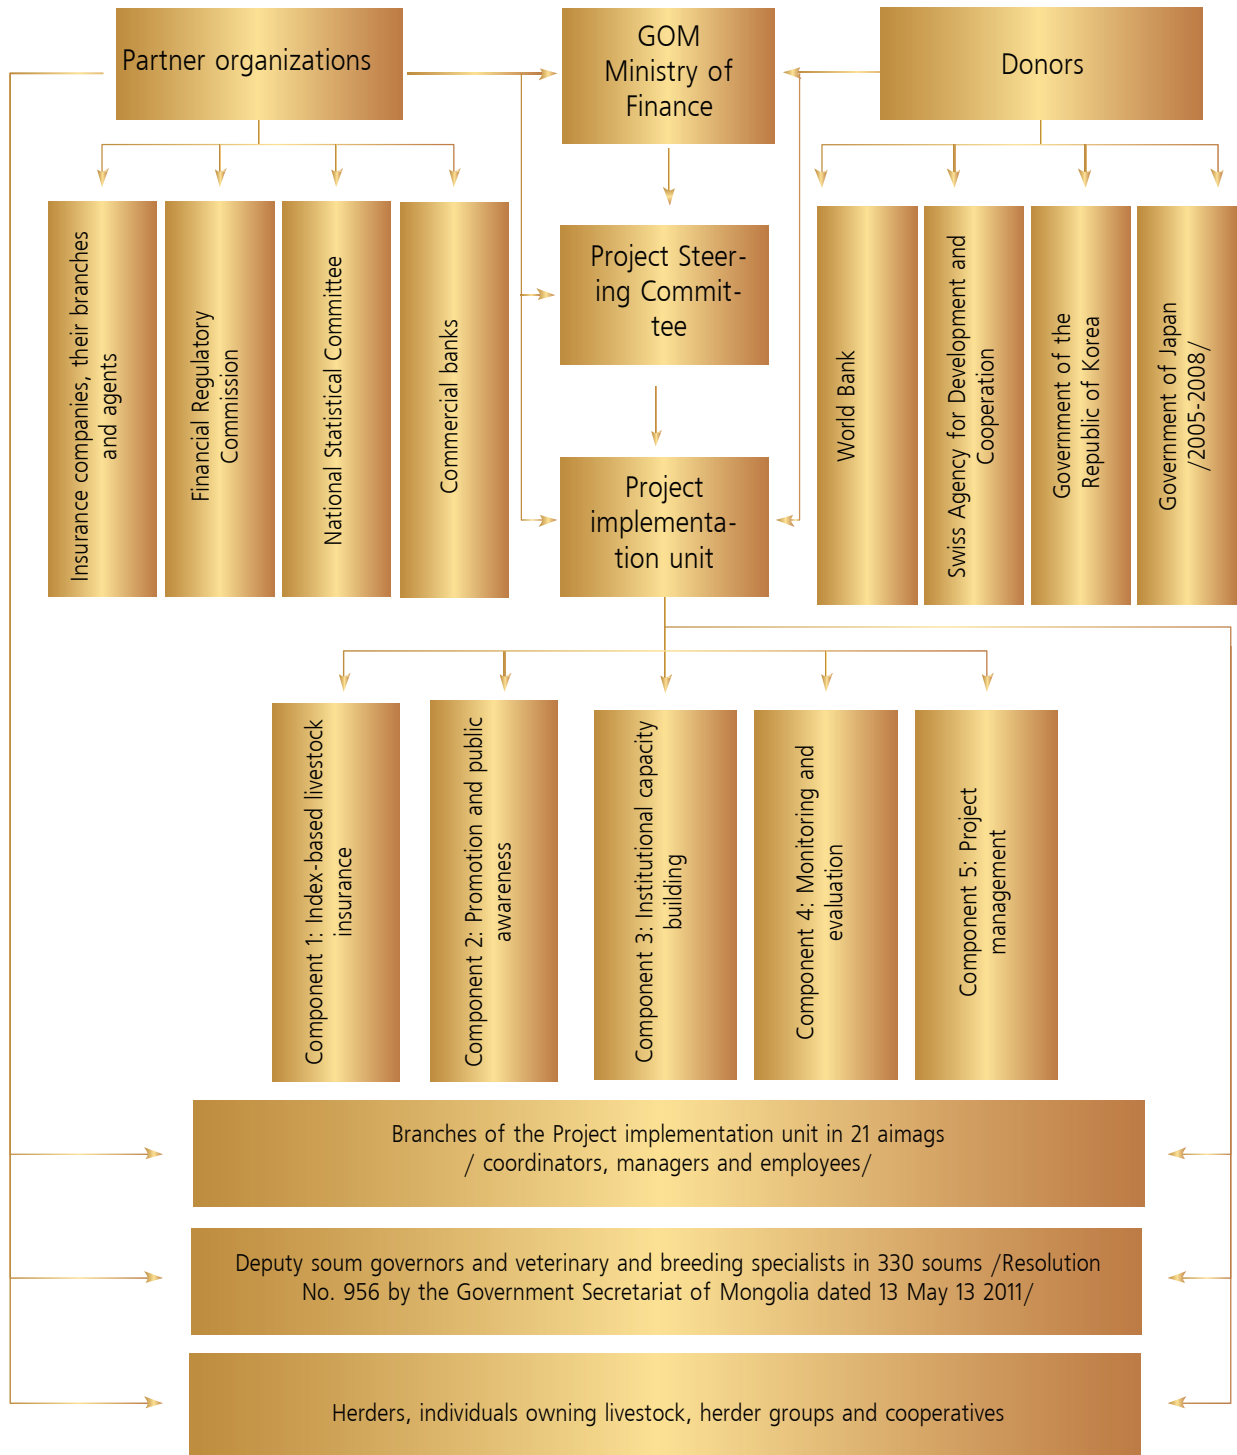 Partner organizations
GOM
Ministry of
Finance
Donors
Insurance companies, their branches
and agents
Financial Regulatory
Commission
National Statistical Committee
Commercial banks
Project Steer-
ing Commit-
tee
Project
implementa-
tion unit
World Bank
Swiss Agency for Development and
Cooperation
Government of the
Republic of Korea
Government of Japan
/2005-2008/
Component 1: Index-based livestock
insurance
Component 2: Promotion and public
awareness
Component 3: Institutional capacity
building
Component 4: Monitoring and
evaluation
Component 5: Project
management
Branches of the Project implementation unit in 21 aimags
/ coordinators, managers and employees/
Deputy soum governors and veterinary and breeding specialists in 330 soums /Resolution
No. 956 by the Government Secretariat of Mongolia dated 13 May 13 2011/
Herders, individuals owning livestock, herder groups and cooperatives